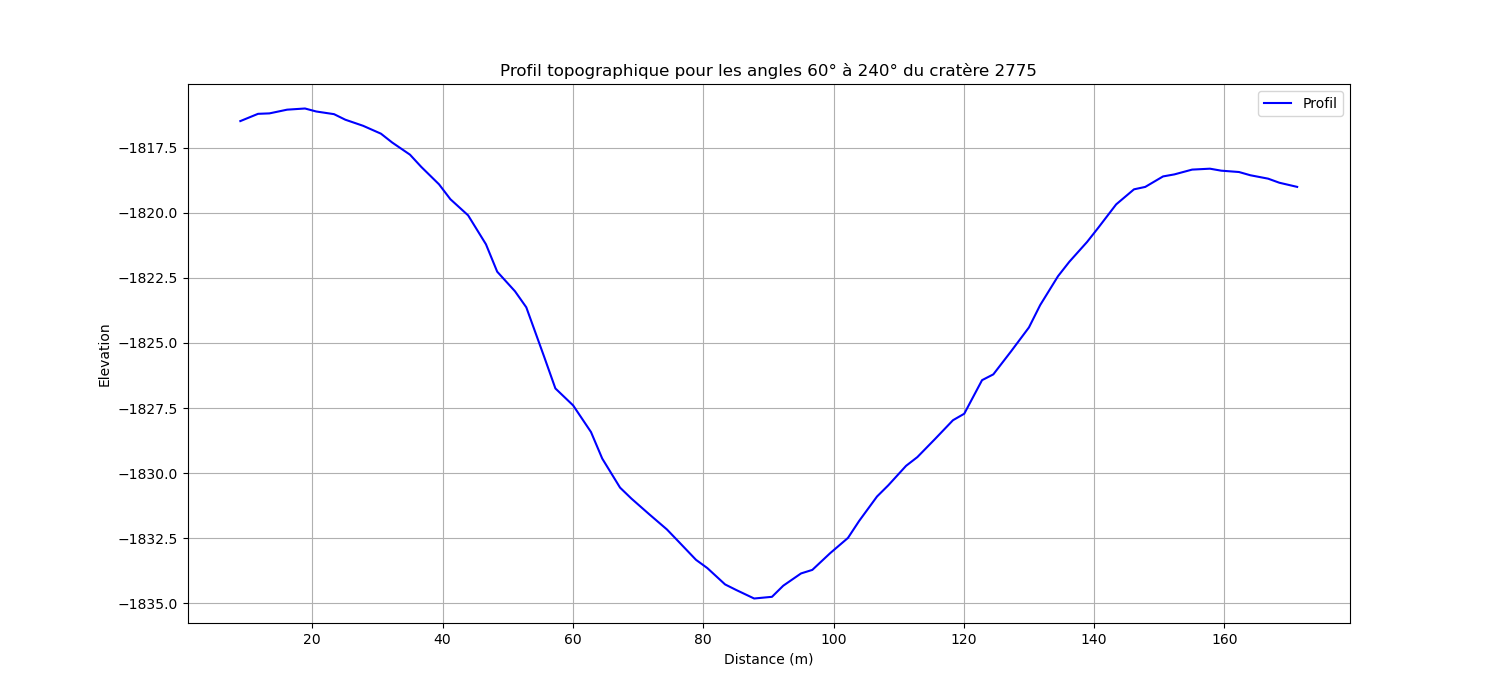 Profil topographique pour les angles 60° à 240° du cratère 2775
Profil
−1817.5
−1820.0
−1822.5
−1825.0
−1827.5
−1830.0
−1832.5
−1835.0
Elevation
20 40 60 80 100 120 140 160
Distance (m)